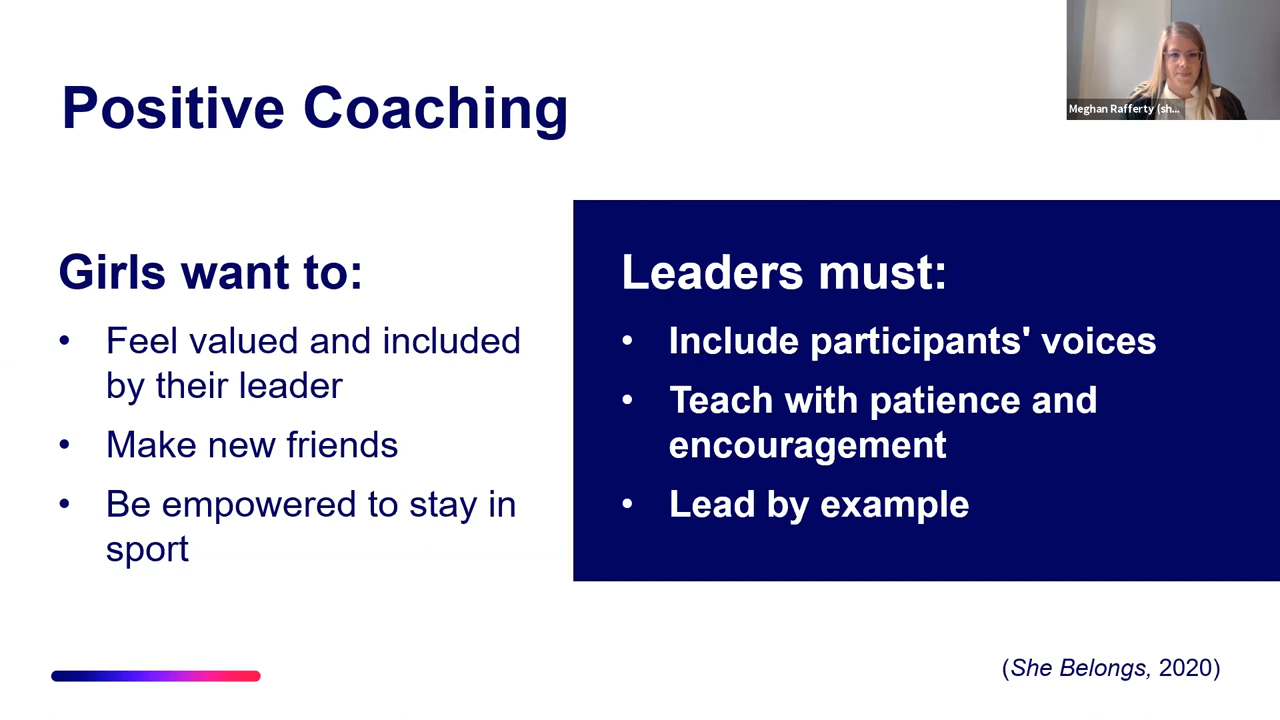 Positive Coaching
Meghan Rafferty (sh...
Girls want to:
• Feel valued and included
by their leader
• Make new friends
• Be empowered to stay in
sport
Leaders must:
• Include participants' voices
• Teach with patience and
encouragement
• Lead by example
(She Belongs, 2020)